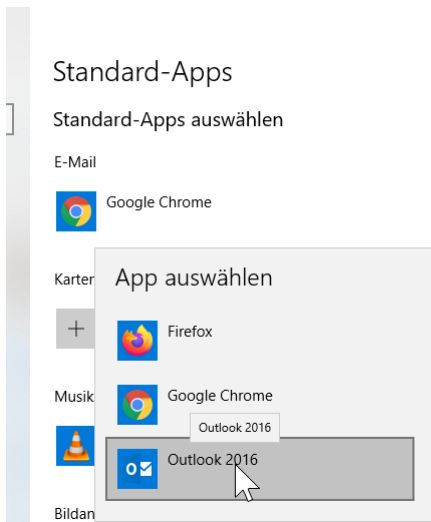 Standard-Apps
Standard-Apps auswählen
E-Mail
Google Chrome
Karten
App auswählen
Firefox
Musik
Google Chrome
Outlook 2016
Outlook 2016
Bildan